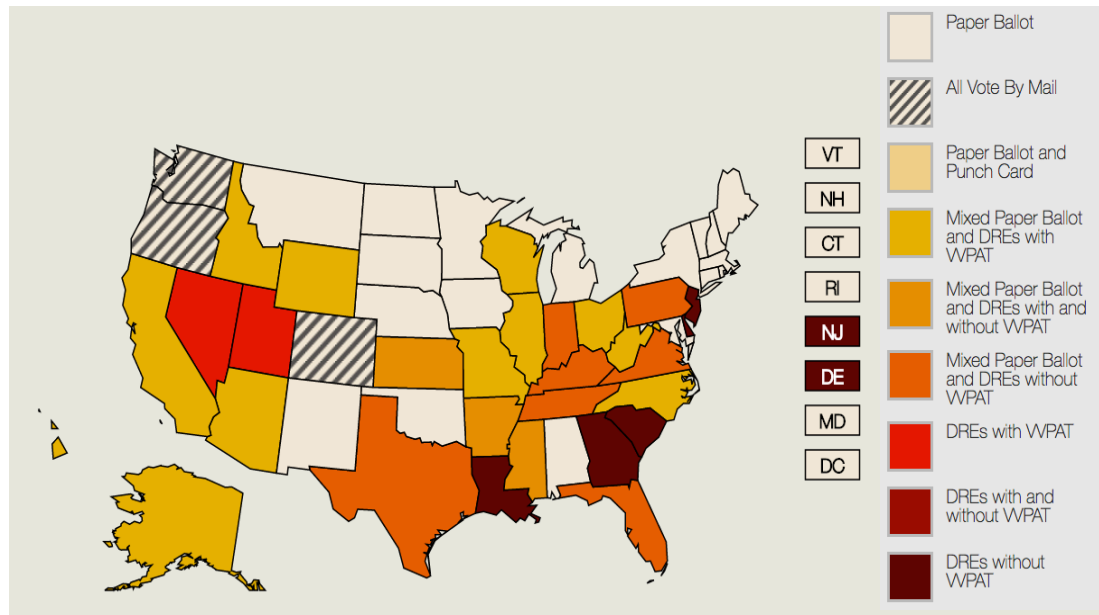 Paper Ballot
All Vote By Mail
Paper Ballot and
Punch Card
Mixed Paper Ballot
and DREs with
VVPAT
Mixed Paper Ballot
and DREs with and
without VVPAT
Mixed Paper Ballot
and DREs without
VVPAT
DREs with VVPAT
DREs with and
without VVPAT
DREs without
VVPAT
VT
NH
CT
RI
NJ
DE
MD
DC